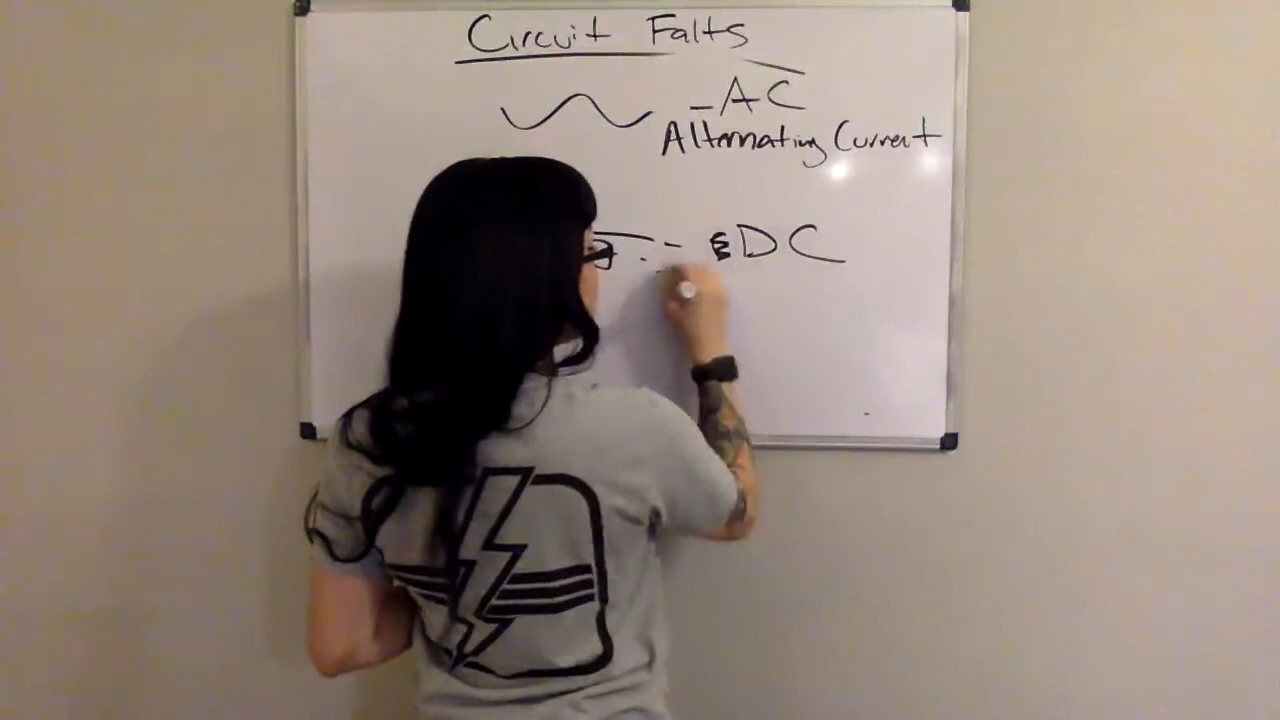 Circuit Falts
- AC
Alternating Current
- DC